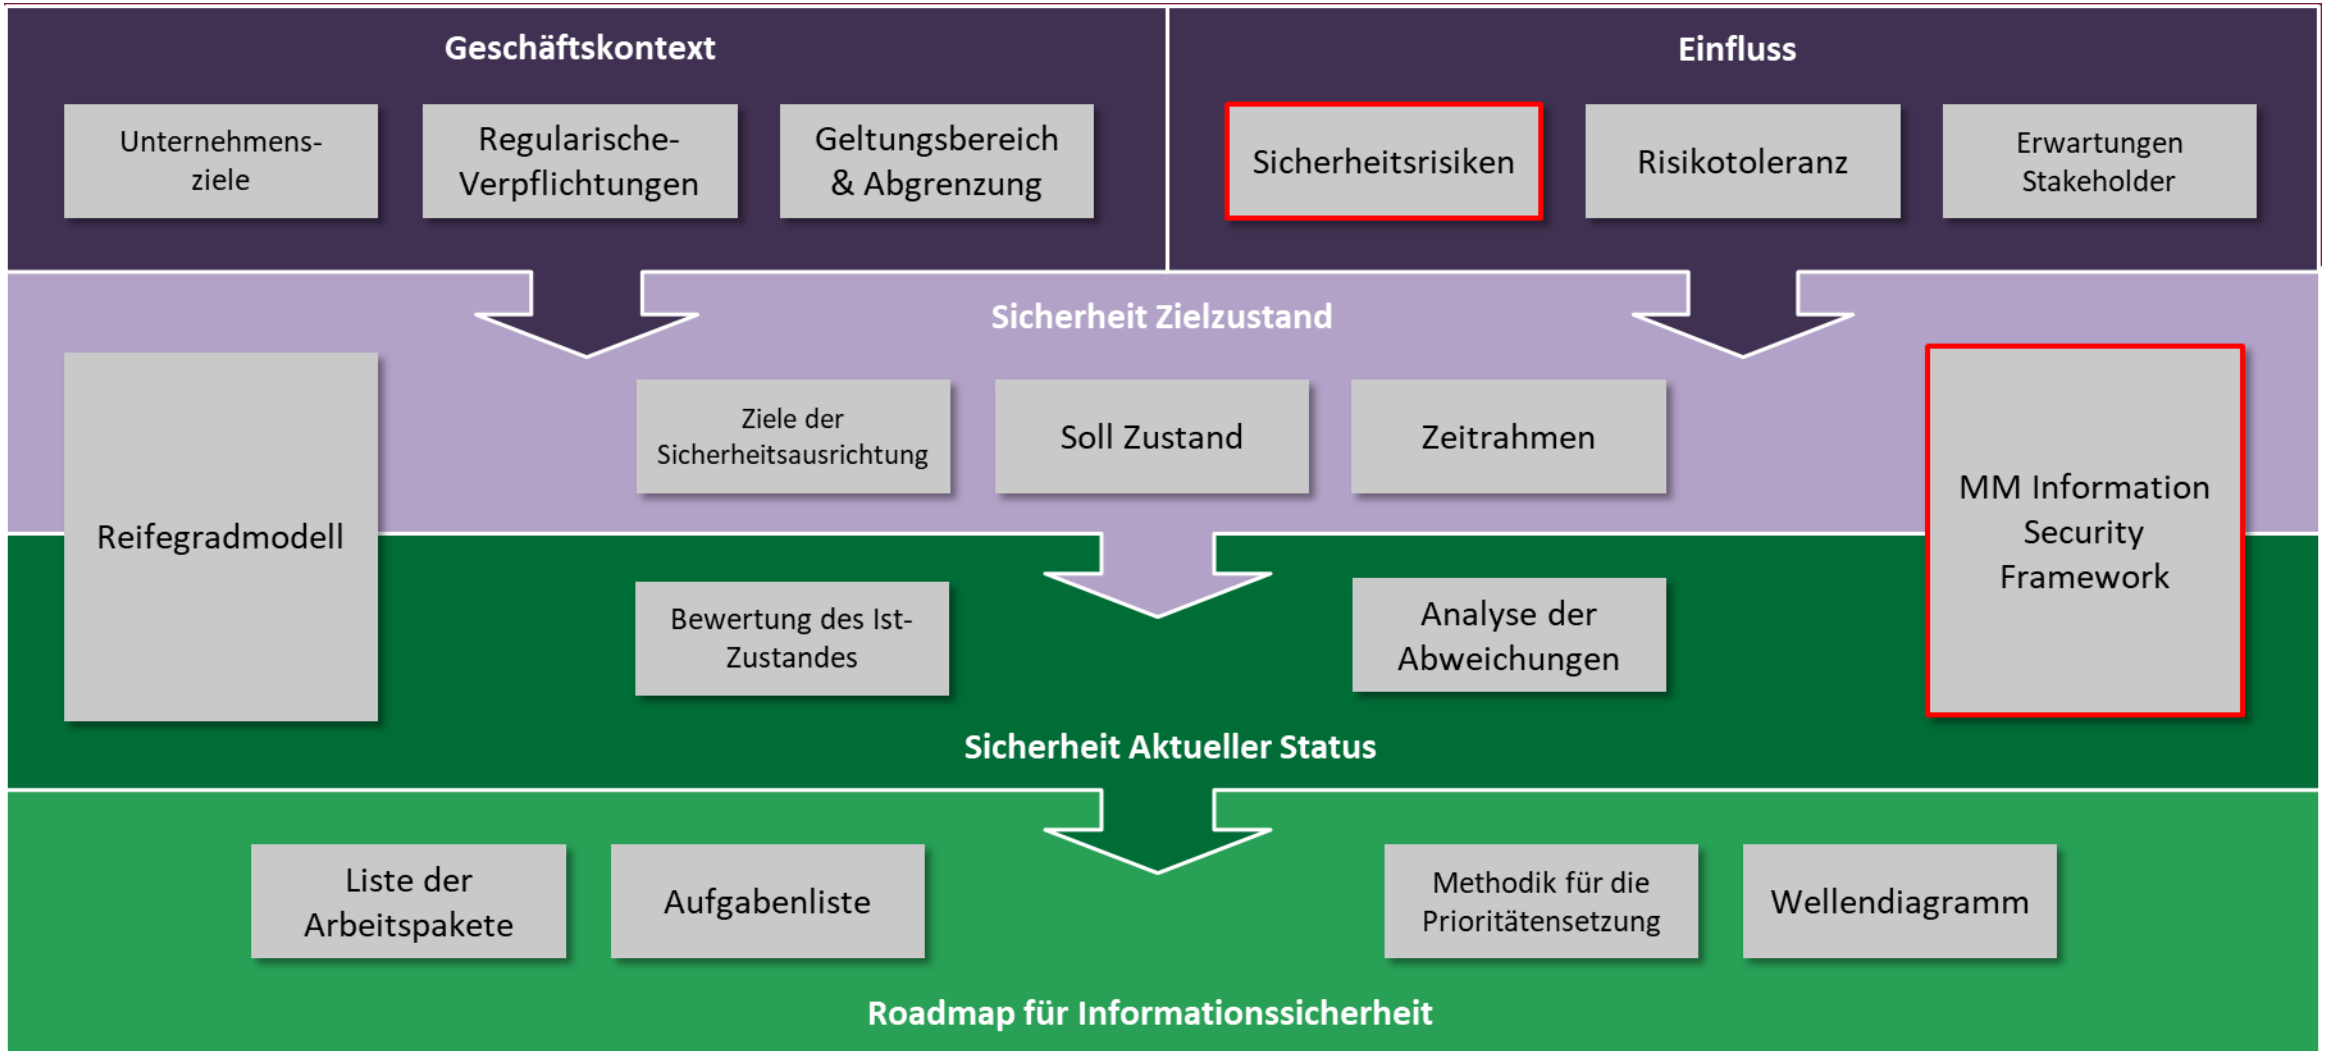 Geschäftskontext
Unternehmens-
ziele
Regularische-
Verpflichtungen
Geltungsbereich
& Abgrenzung
Einfluss
Sicherheitsrisiken
Risikotoleranz
Erwartungen
Stakeholder
Sicherheit Zielzustand
Reifegradmodell
Ziele der
Sicherheitsausrichtung
Soll Zustand
Zeitrahmen
MM Information
Security
Framework
Bewertung des Ist-
Zustandes
Analyse der
Abweichungen
Sicherheit Aktueller Status
Liste der
Arbeitspakete
Aufgabenliste
Methodik für die
Prioritätensetzung
Wellendiagramm
Roadmap für Informationssicherheit